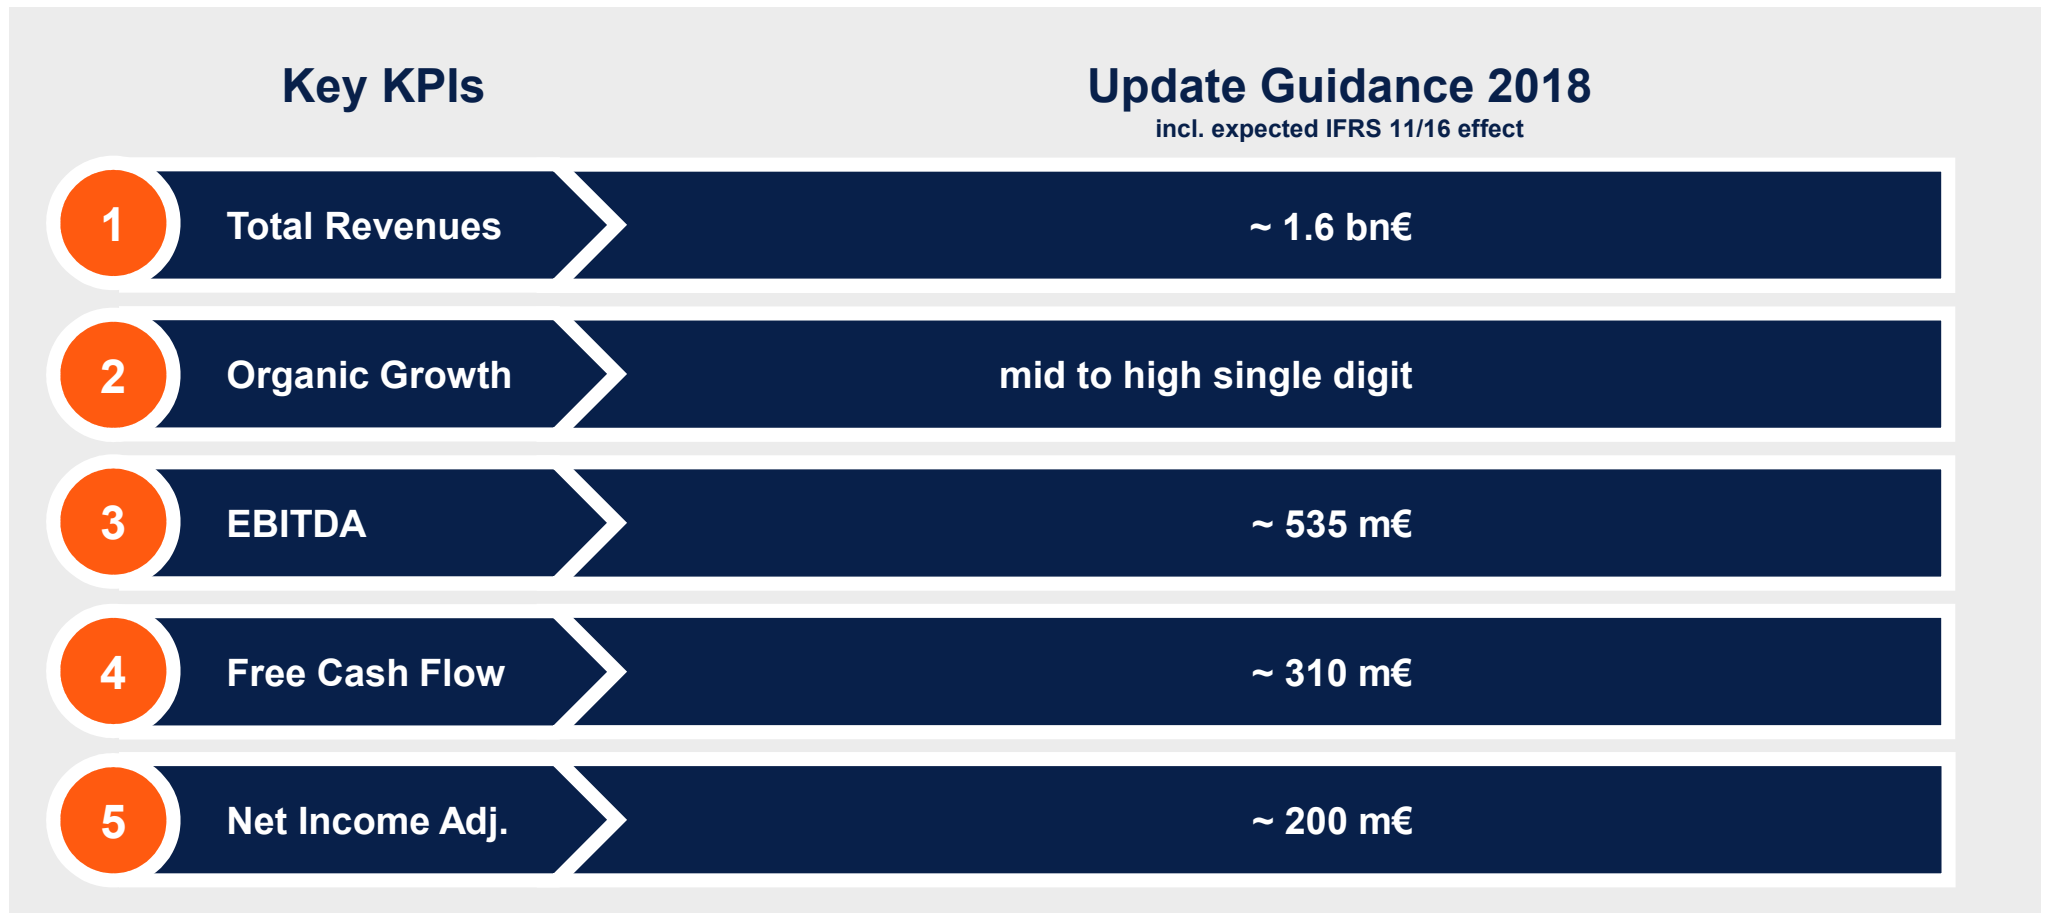 Key KPIs
Update Guidance 2018
incl. expected IFRS 11/16 effect
1 Total Revenues ~ 1.6 bn€
2 Organic Growth mid to high single digit
3 EBITDA ~ 535 m€
4 Free Cash Flow ~ 310 m€
5 Net Income Adj. ~ 200 m€